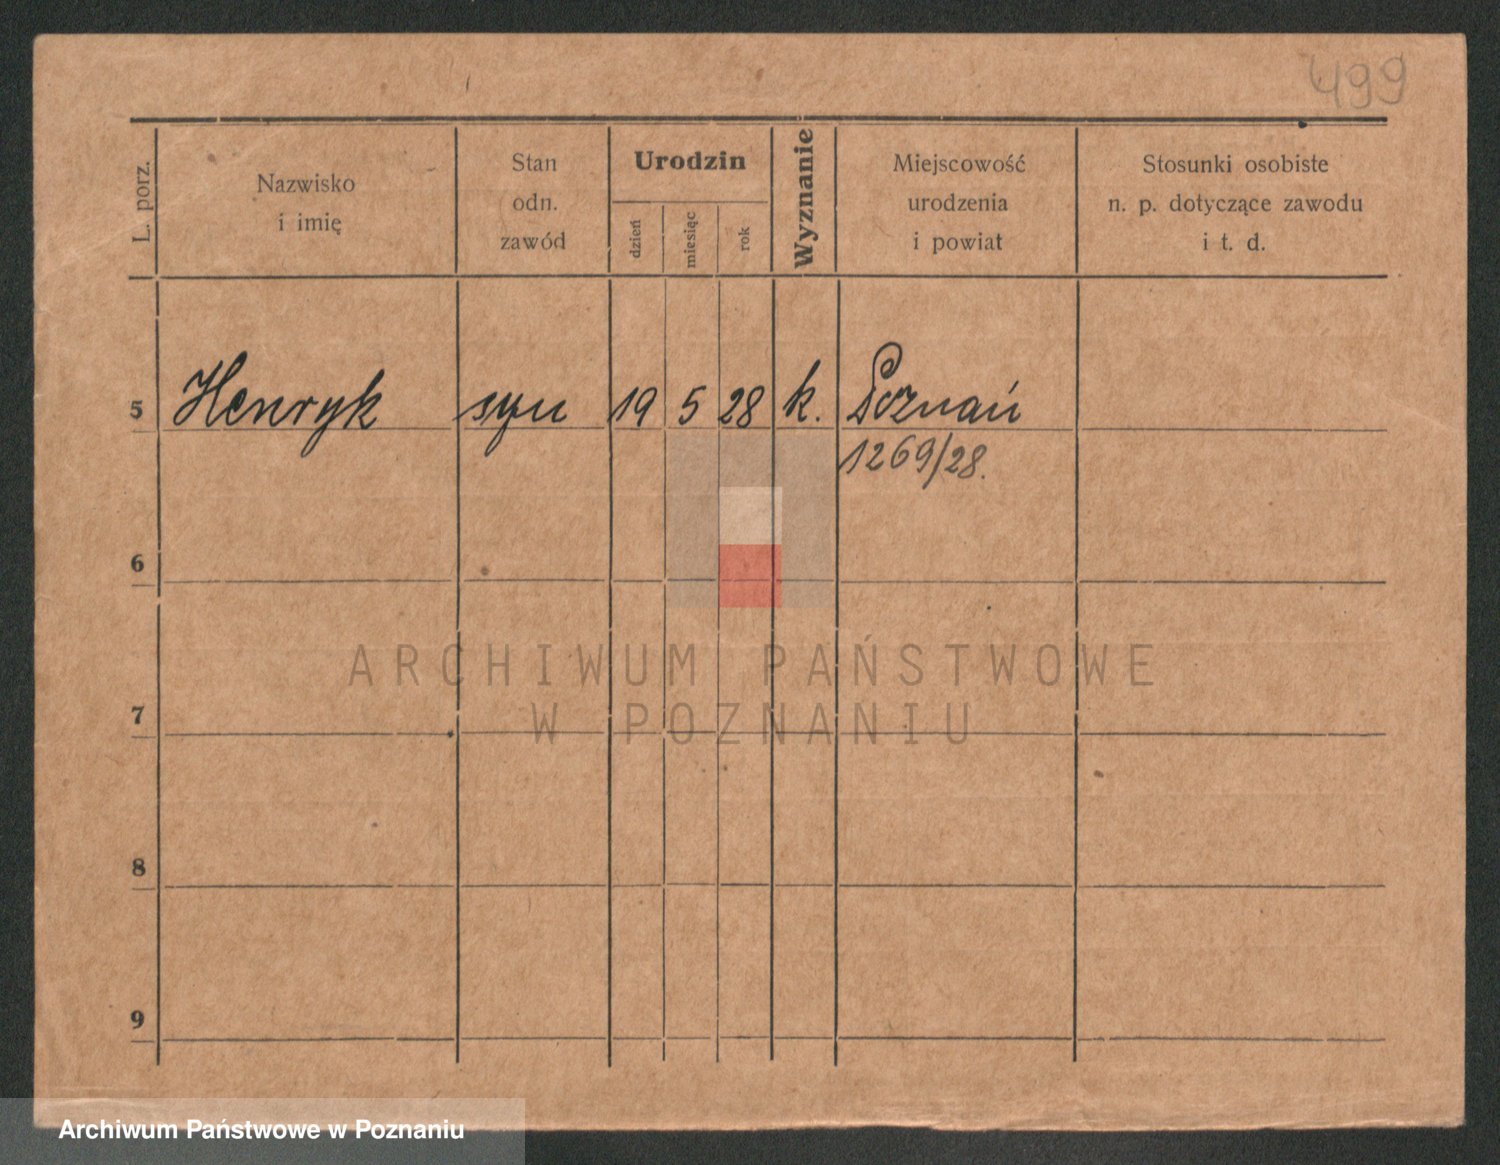 499
L. porz.
Nazwisko
i imię
Stan
odn.
zawód
Urodzin
dzień
miesiąc
rok
Wyznanie
Miejscowość
urodzenia
i powiat
Stosunki osobiste
n. p. dotyczące zawodu
i t. d.
5 Henryk syn 19 5 28 k. Poznań
1269/28.
6
7
8
9
ARCHIWUM PAŃSTWOWE
W POZNANIU
Archiwum Państwowe w Poznaniu